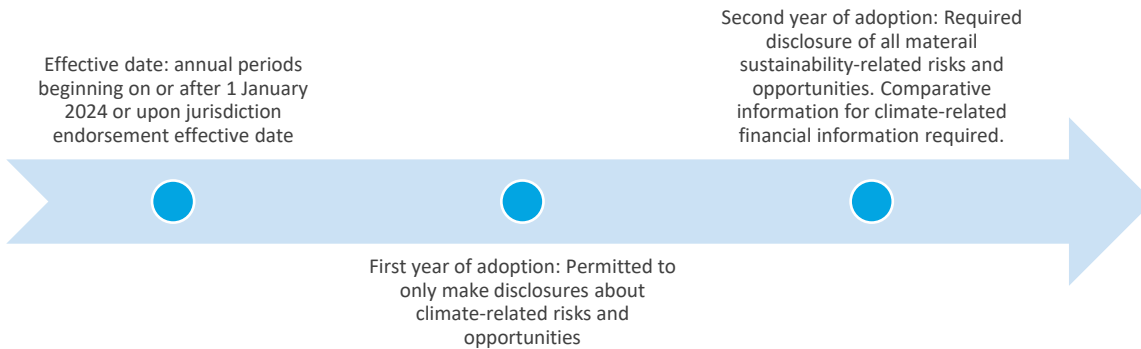 Effective date: annual periods
beginning on or after 1 January
2024 or upon jurisdiction
endorsement effective date
First year of adoption: Permitted to
only make disclosures about
climate-related risks and
opportunities
Second year of adoption: Required
disclosure of all materail
sustainability-related risks and
opportunities. Comparative
information for climate-related
financial information required.